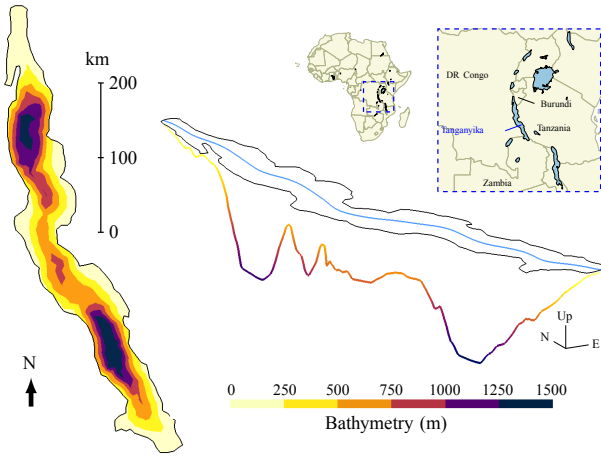 km
200
100
0
N
DR Congo
Burundi
Tanganyika
Tanzania
Zambia
Up
N
E
0 250 500 750 1000 1250 1500
Bathymetry (m)